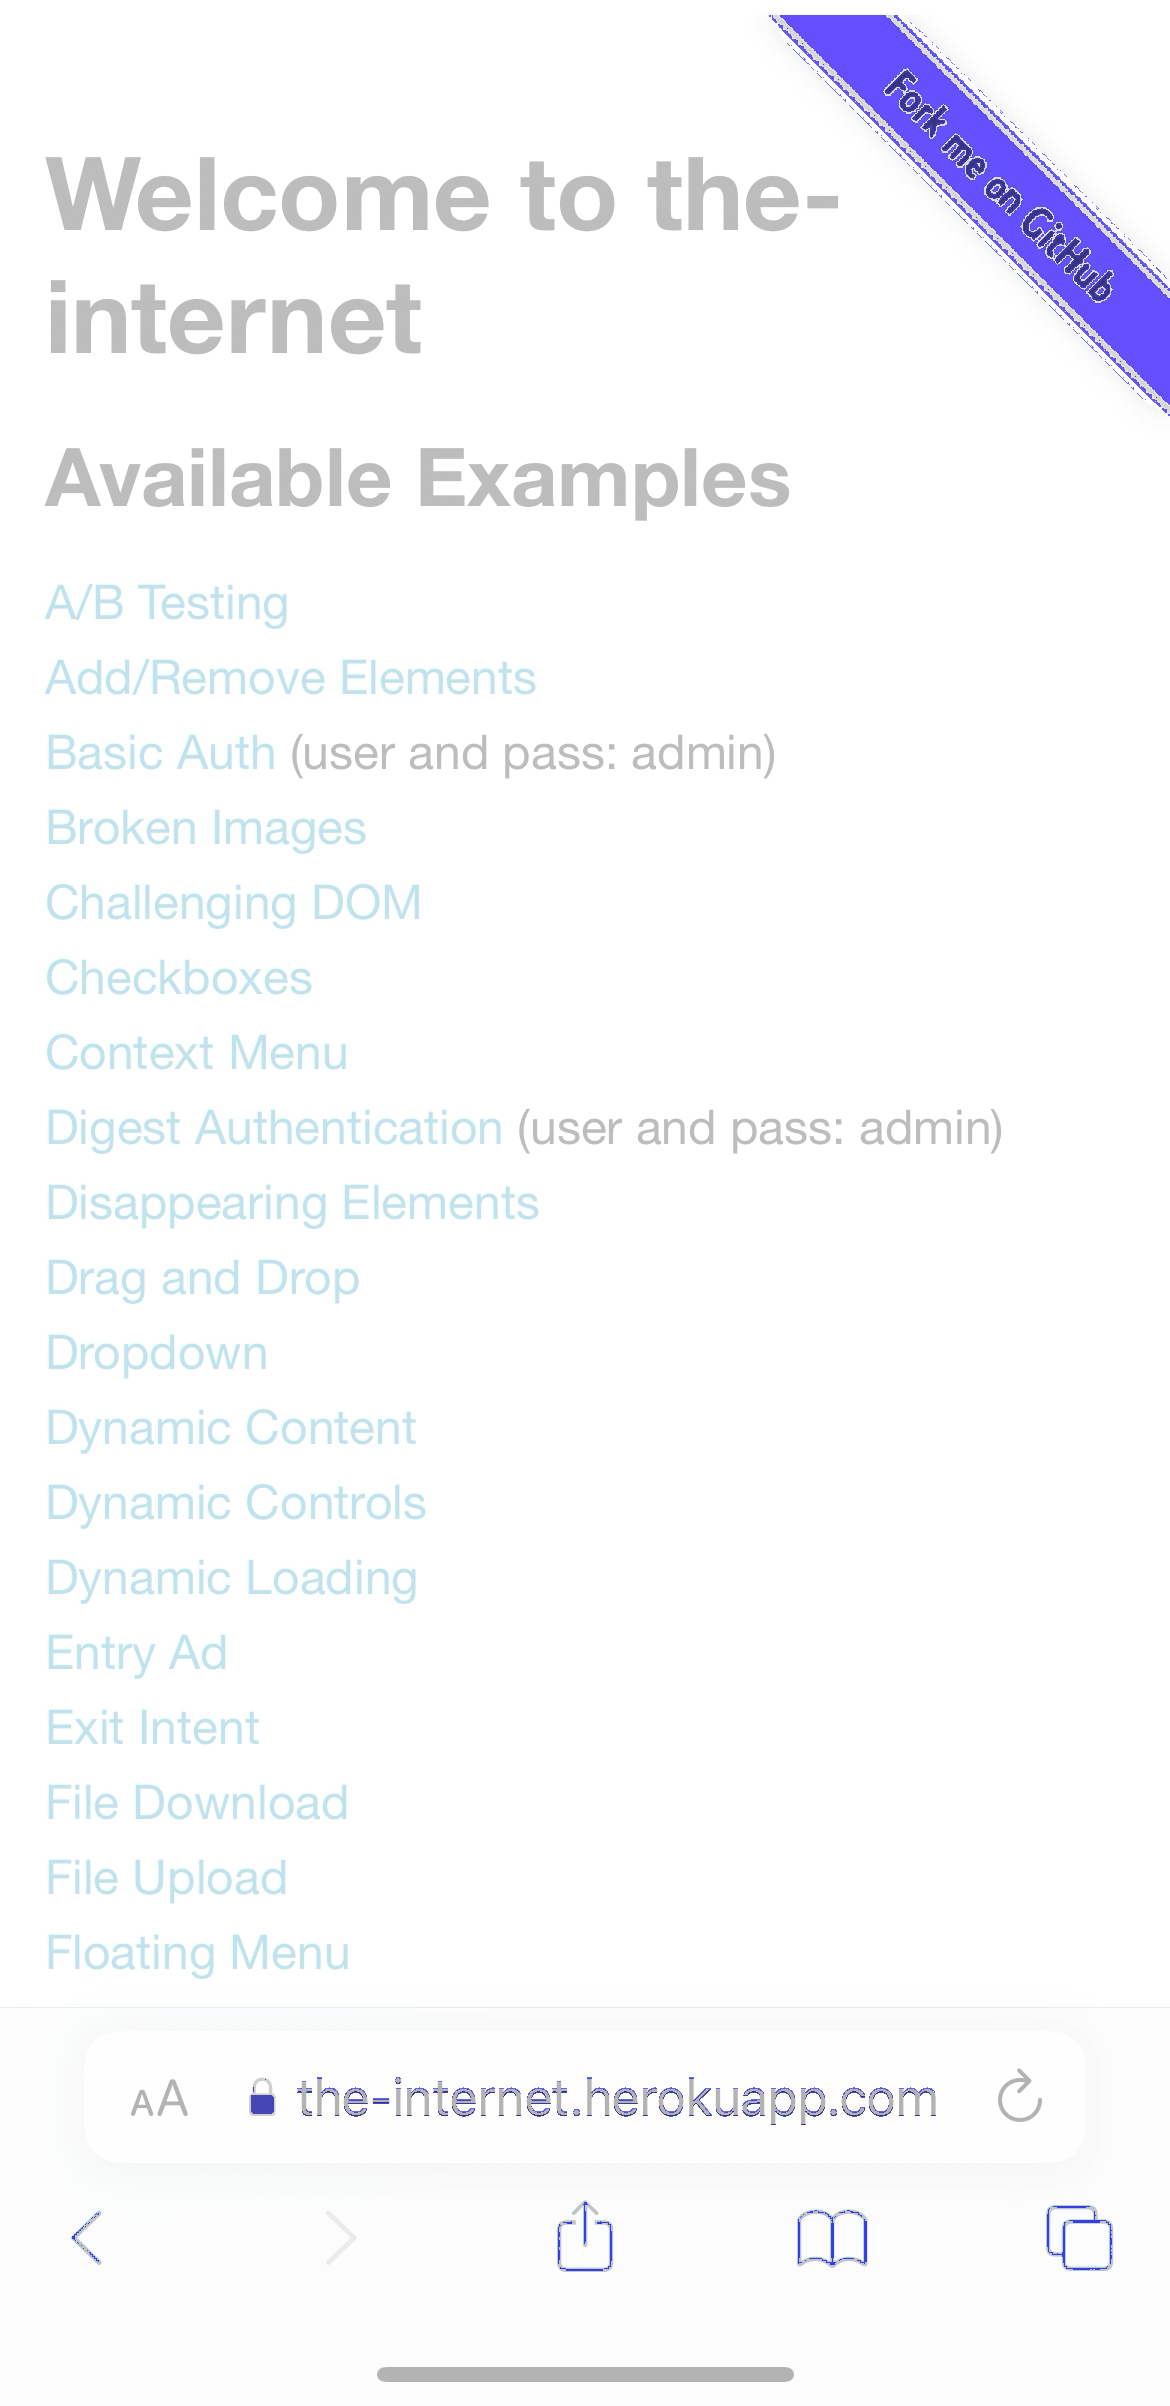 Fork me on GitHub
Welcome to the-
internet
Available Examples
A/B Testing
Add/Remove Elements
Basic Auth (user and pass: admin)
Broken Images
Challenging DOM
Checkboxes
Context Menu
Digest Authentication (user and pass: admin)
Disappearing Elements
Drag and Drop
Dropdown
Dynamic Content
Dynamic Controls
Dynamic Loading
Entry Ad
Exit Intent
File Download
File Upload
Floating Menu
AA the-internet.herokuapp.com